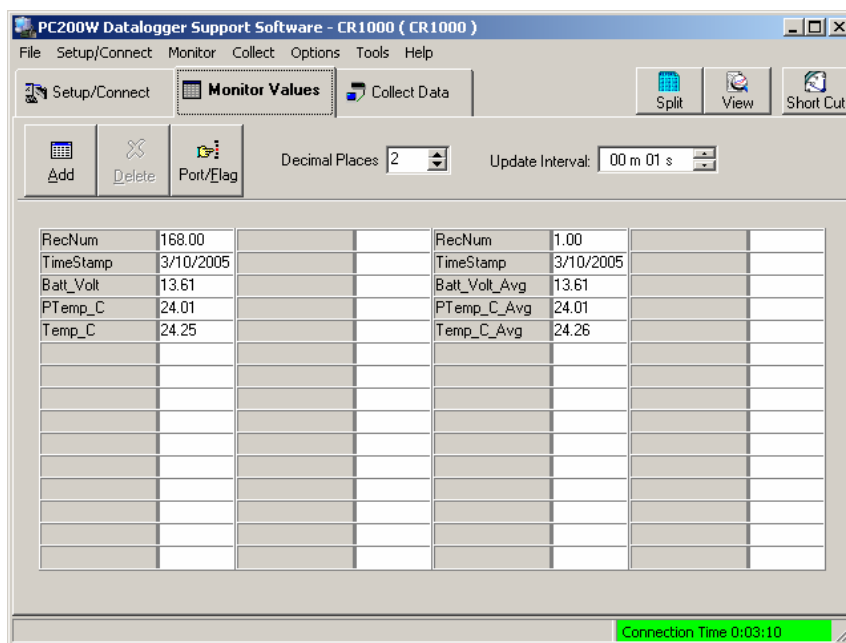 PC200W Datalogger Support Software - CR1000 ( CR1000 )
File Setup/Connect Monitor Collect Options Tools Help
Setup/Connect Monitor Values Collect Data Split View Short Cut
Add Delete Port/Flag Decimal Places 2 Update Interval: 00 m 01 s
RecNum 168.00 RecNum 1.00
TimeStamp 3/10/2005 TimeStamp 3/10/2005
Batt_Volt 13.61 Batt_Volt_Avg 13.61
PTemp_C 24.01 PTemp_C_Avg 24.01
Temp_C 24.25 Temp_C_Avg 24.26
Connection Time 0:03:10